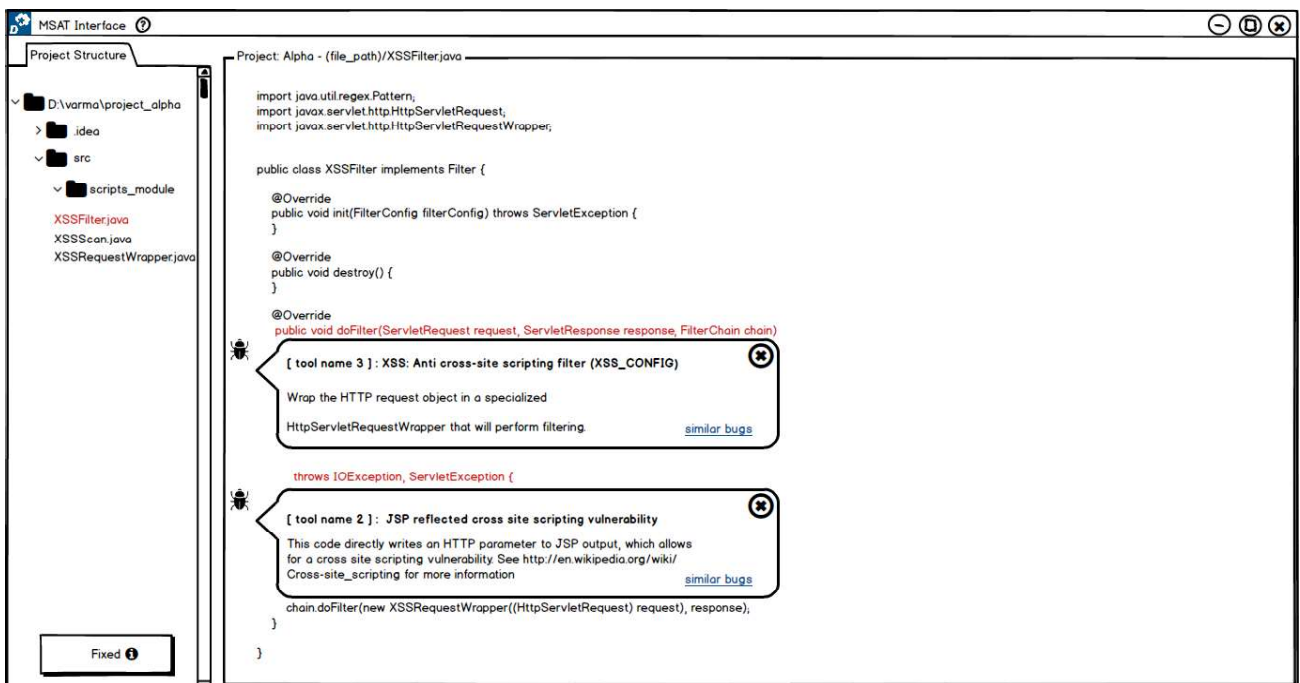 MSAT Interface ?
Project Structure
D:\varma\project_alpha
.idea
src
scripts_module
XSSFilter.java
XSSScan.java
XSSRequestWrapper.java
Fixed i
Project: Alpha - (file_path)/XSSFilter.java
import java.util.regex.Pattern;
import javax.servlet.http.HttpServletRequest;
import javax.servlet.http.HttpServletRequestWrapper;
public class XSSFilter implements Filter {
@Override
public void init(FilterConfig filterConfig) throws ServletException {
}
@Override
public void destroy() {
}
@Override
public void doFilter(ServletRequest request, ServletResponse response, FilterChain chain)
[ tool name 3 ] : XSS: Anti cross-site scripting filter (XSS_CONFIG)
Wrap the HTTP request object in a specialized
HttpServletRequestWrapper that will perform filtering.
similar bugs
throws IOException, ServletException {
[ tool name 2 ] : JSP reflected cross site scripting vulnerability
This code directly writes an HTTP parameter to JSP output, which allows
for a cross site scripting vulnerability. See http://en.wikipedia.org/wiki/
Cross-site_scripting for more information
similar bugs
chain.doFilter(new XSSRequestWrapper((HttpServletRequest) request), response);
}
}